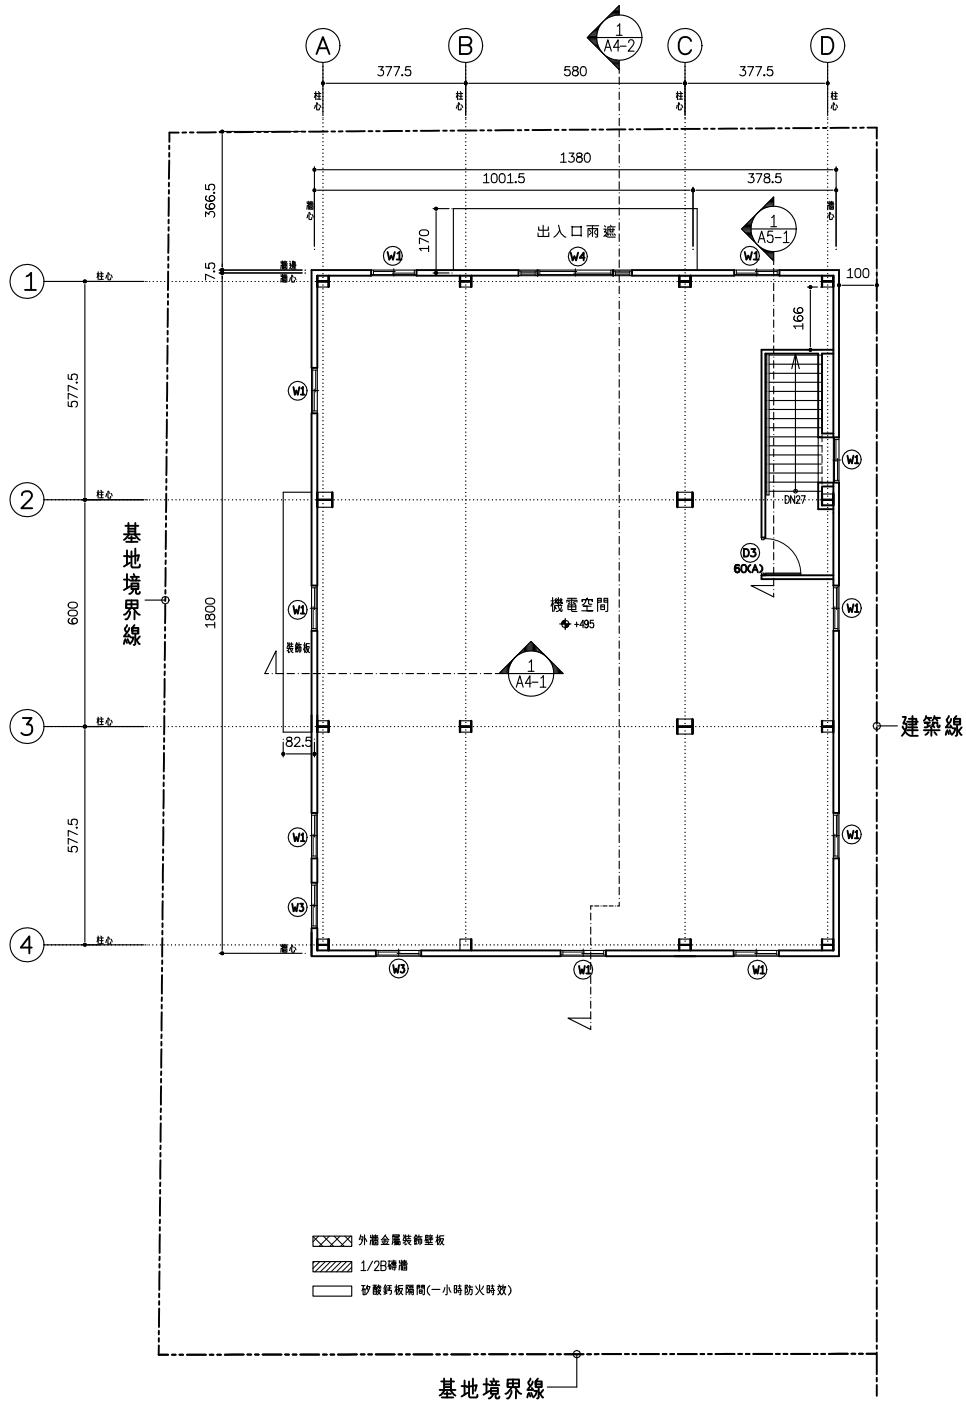 1
A4-2
A
B
C
D
377.5
580
377.5
柱心
柱心
柱心
柱心
1380
1001.5
378.5
366.5
牆心
牆心
170
出入口雨遮
1
A5-1
W1
W4
W1
牆邊
7.5
牆心
1
柱心
100
166
577.5
W1
W1
2
柱心
DN27
基地境界線
D3
60(A)
600
1800
W1
機電空間
+495
W1
裝飾板
1
A4-1
3
柱心
82.5
建築線
577.5
W1
W1
W3
4
柱心
牆心
W3
W1
W1
外牆金屬裝飾壁板
1/2B磚牆
矽酸鈣板隔間(一小時防火時效)
基地境界線